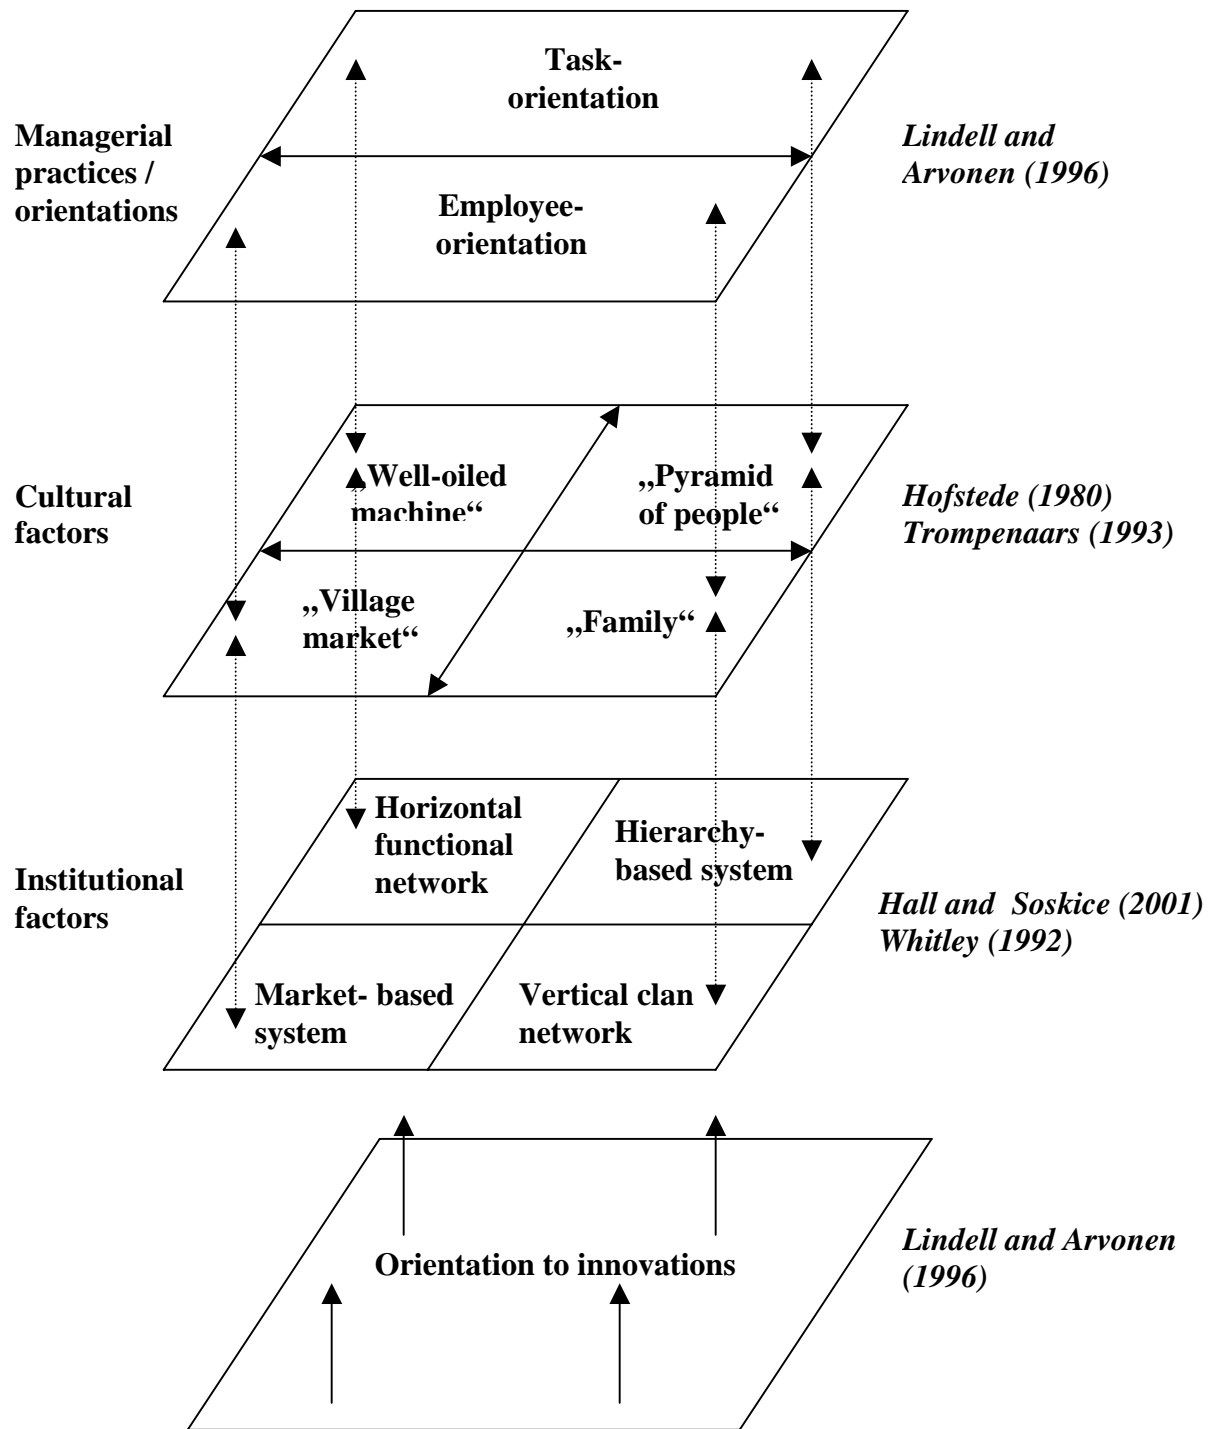 Task-
orientation
Managerial
practices /
orientations
Lindell and
Arvonen (1996)
Employee-
orientation
„Well-oiled
machine“
„Pyramid
of people“
Cultural
factors
Hofstede (1980)
Trompenaars (1993)
„Village
market“
„Family“
Horizontal
functional
network
Hierarchy-
based system
Institutional
factors
Hall and  Soskice (2001)
Whitley (1992)
Market- based
system
Vertical clan
network
Orientation to innovations
Lindell and Arvonen
(1996)